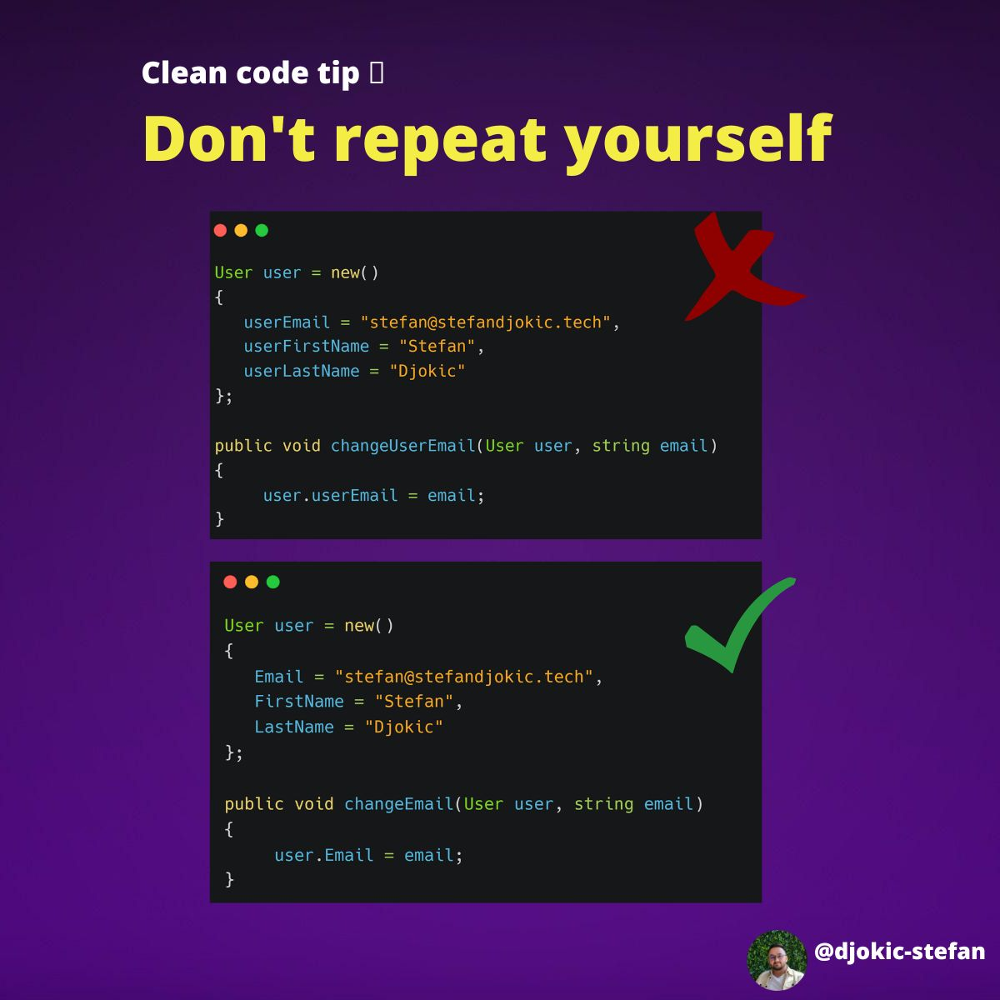 Clean code tip
Don't repeat yourself
User user = new()
{
   userEmail = "stefan@stefandjokic.tech",
   userFirstName = "Stefan",
   userLastName = "Djokic"
};
public void changeUserEmail(User user, string email)
{
     user.userEmail = email;
}
User user = new()
{
   Email = "stefan@stefandjokic.tech",
   FirstName = "Stefan",
   LastName = "Djokic"
};
public void changeEmail(User user, string email)
{
     user.Email = email;
}
@djokic-stefan